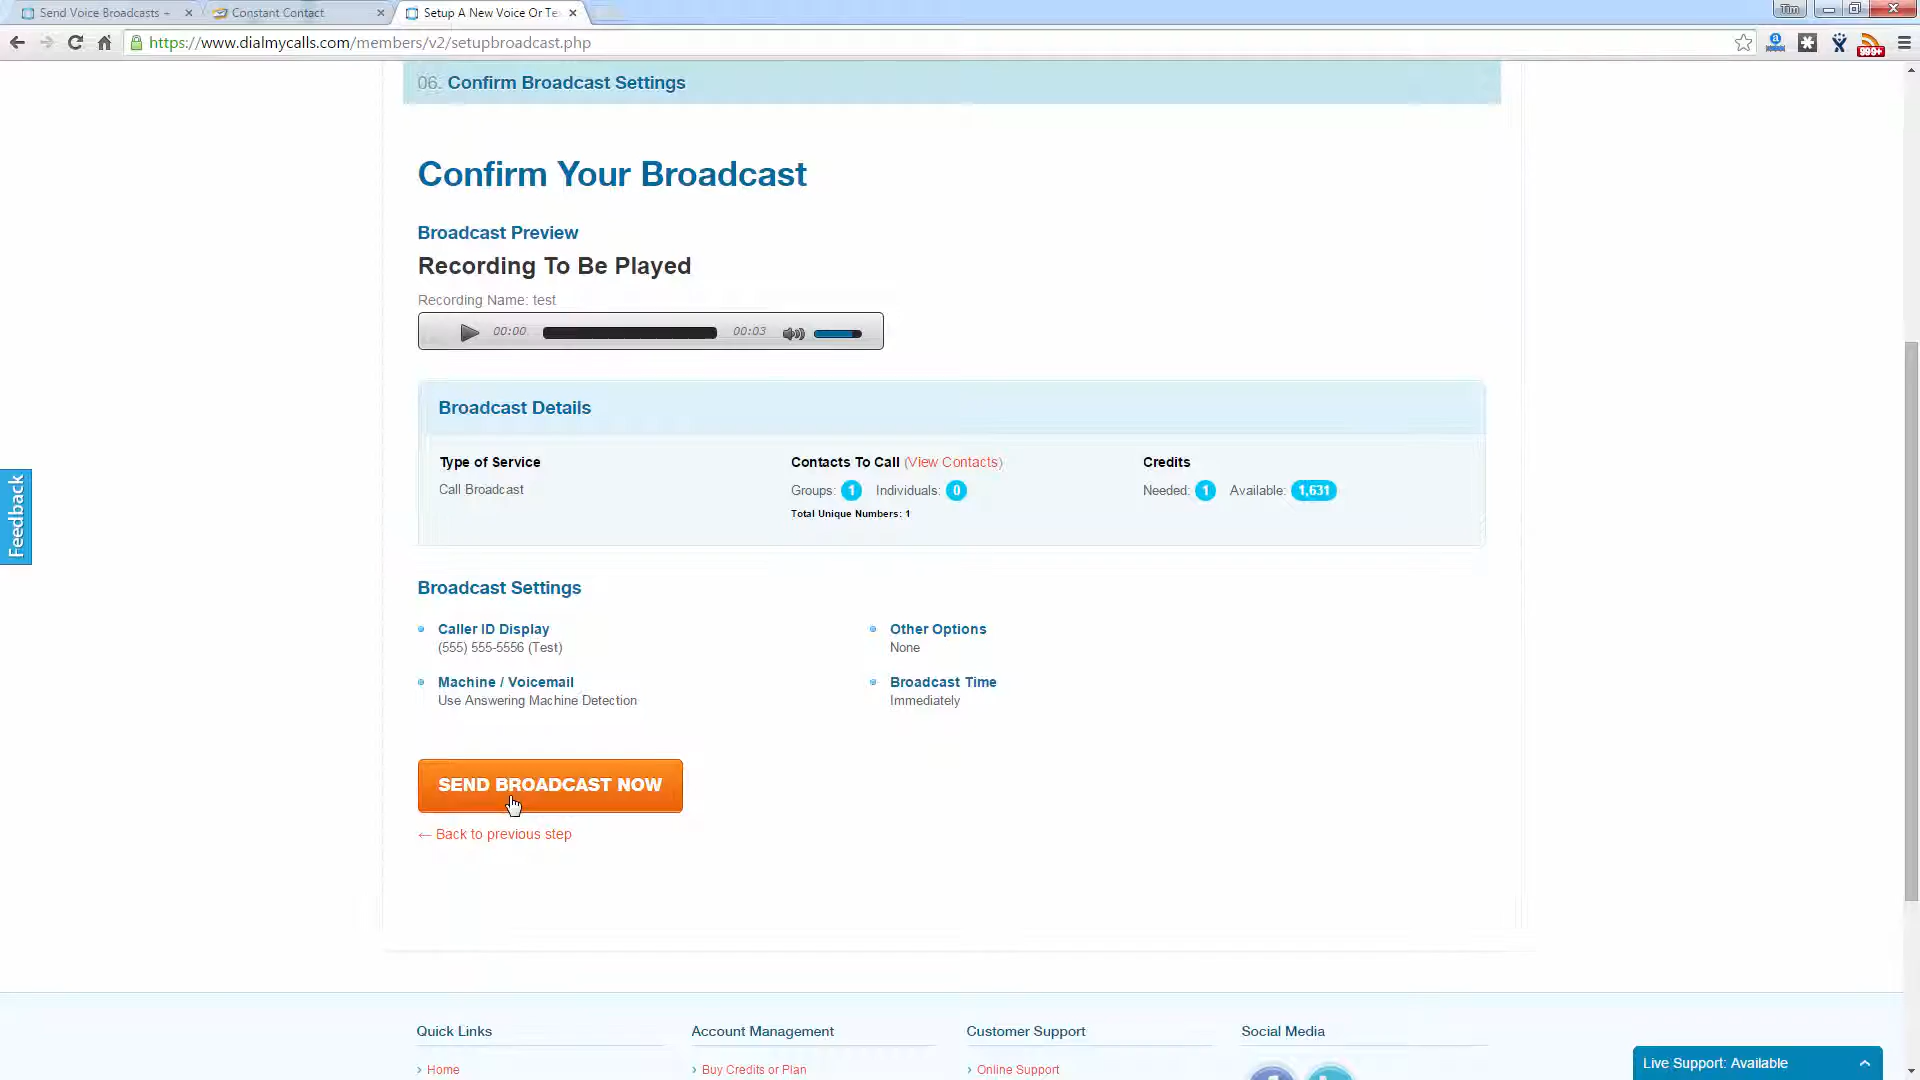 Send Voice Broadcasts -
Constant Contact
Setup A New Voice Or Te
Tim
https://www.dialmycalls.com/members/v2/setupbroadcast.php
999+
06. Confirm Broadcast Settings
Confirm Your Broadcast
Broadcast Preview
Recording To Be Played
Recording Name: test
00:00 00:03
Broadcast Details
Type of Service
Call Broadcast
Contacts To Call (View Contacts)
Groups: 1 Individuals: 0
Total Unique Numbers: 1
Credits
Needed: 1 Available: 1,631
Feedback
Broadcast Settings
Caller ID Display
(555) 555-5556 (Test)
Other Options
None
Machine / Voicemail
Use Answering Machine Detection
Broadcast Time
Immediately
SEND BROADCAST NOW
← Back to previous step
Quick Links
Account Management
Customer Support
Social Media
› Home
› Buy Credits or Plan
› Online Support
Live Support: Available